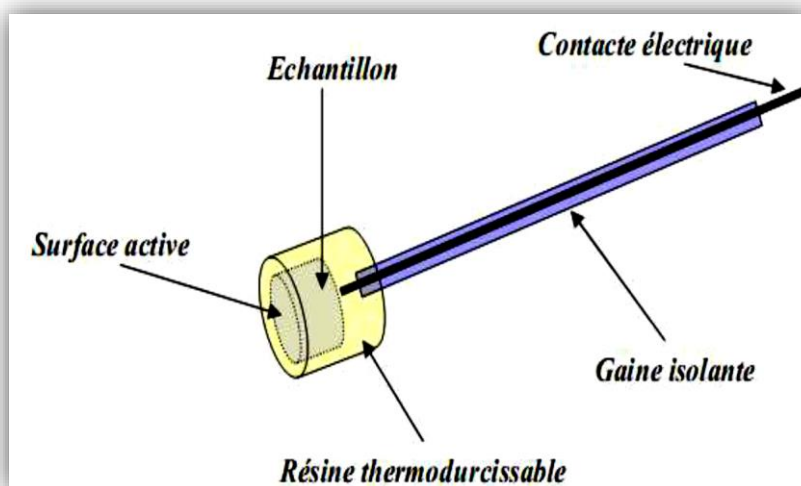 Contacte électrique
Echantillon
Surface active
Gaine isolante
Résine thermodurcissable